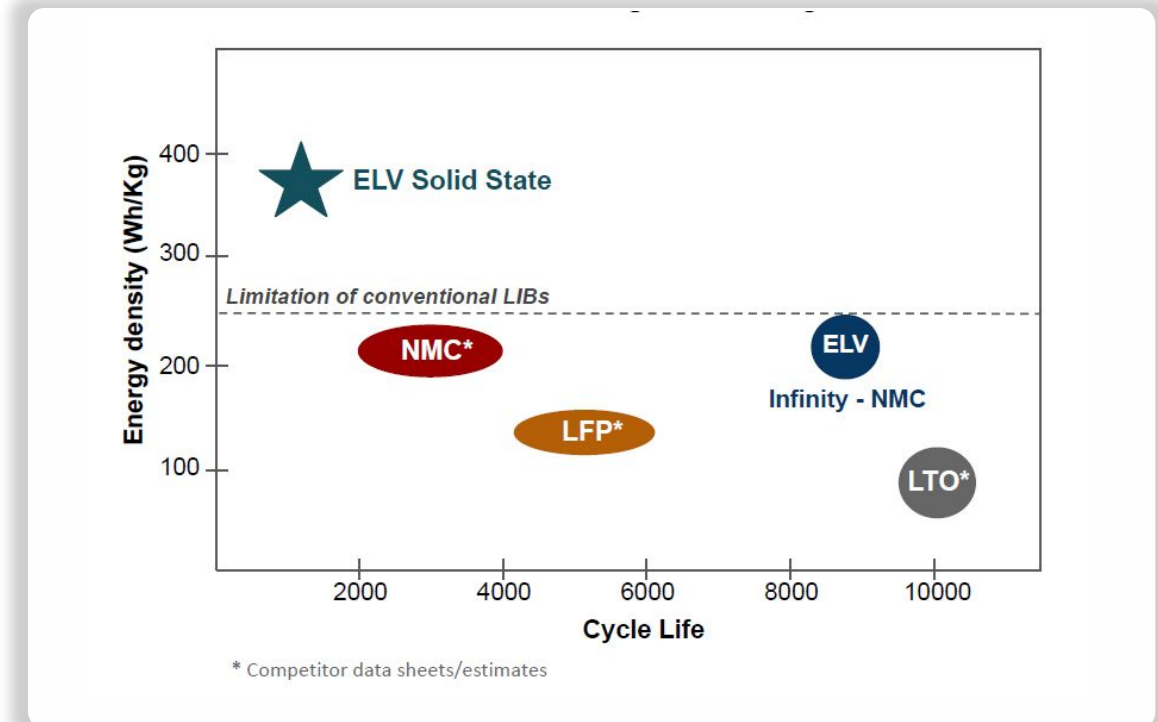 400
ELV Solid State
300
Limitation of conventional LIBs
NMC*
ELV
200
Infinity - NMC
LFP*
100
LTO*
Energy density (Wh/Kg)
2000 4000 6000 8000 10000
Cycle Life
* Competitor data sheets/estimates